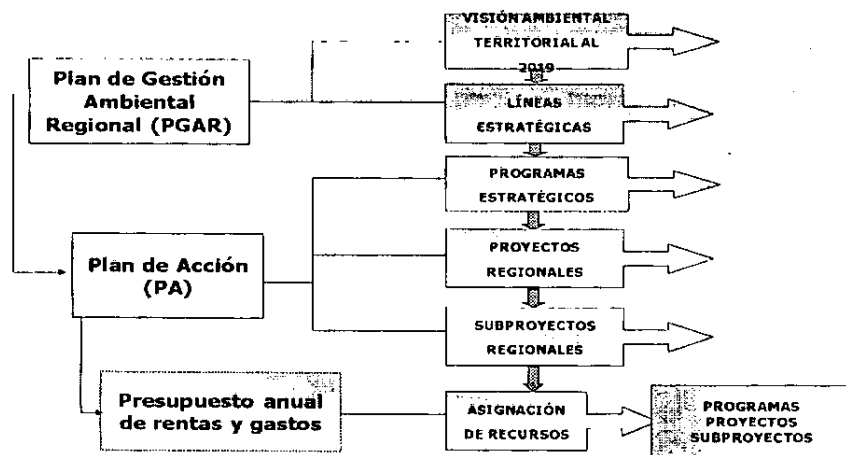 VISIÓN AMBIENTAL
TERRITORIAL AL
2019
Plan de Gestión
Ambiental
Regional (PGAR)
LÍNEAS
ESTRATÉGICAS
PROGRAMAS
ESTRATÉGICOS
Plan de Acción
(PA)
PROYECTOS
REGIONALES
SUBPROYECTOS
REGIONALES
Presupuesto anual
de rentas y gastos
ASIGNACIÓN
DE RECURSOS
PROGRAMAS
PROYECTOS
SUBPROYECTOS